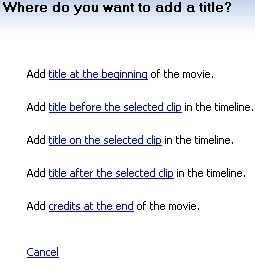 Where do you want to add a title?
Add title at the beginning of the movie.
Add title before the selected clip in the timeline.
Add title on the selected clip in the timeline.
Add title after the selected clip in the timeline.
Add credits at the end of the movie.
Cancel